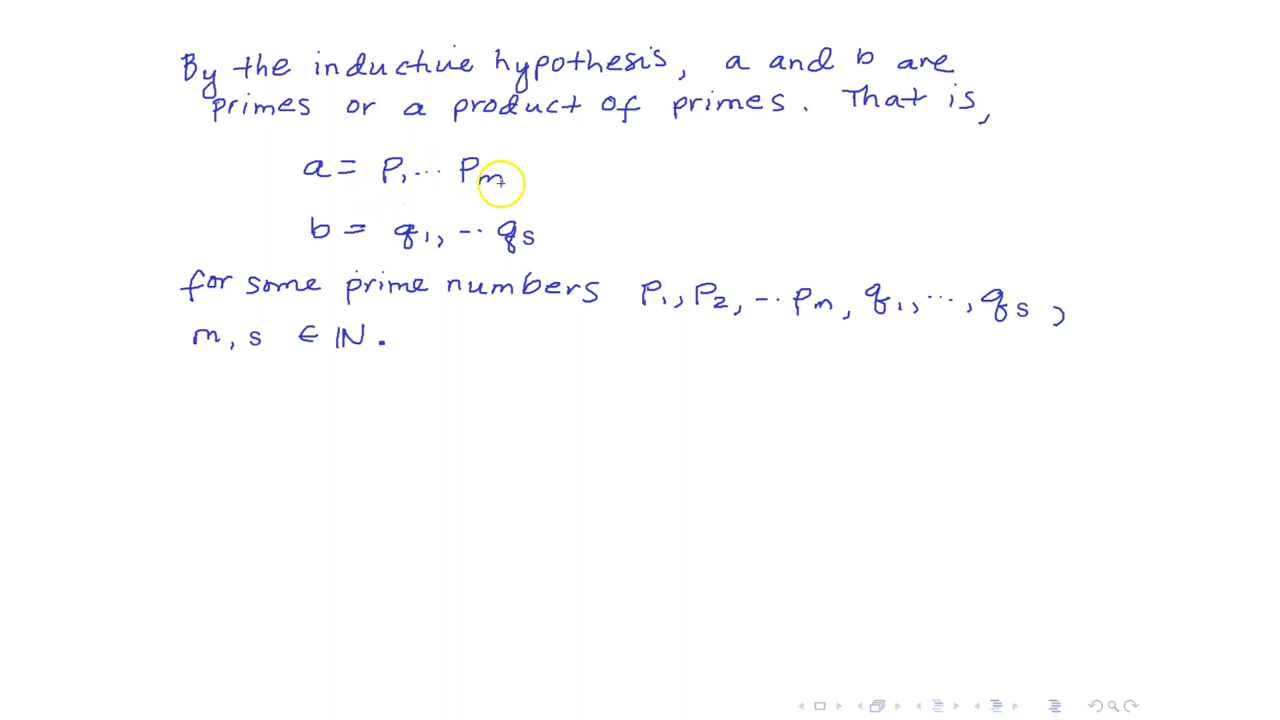 By the inductive hypothesis, a and b are
primes or a product of primes. That is,
a = p₁ ... pₘ
b = q₁, ... qₛ
for some prime numbers p₁, p₂, ... pₘ, q₁, ..., qₛ,
m, s ∈ ℕ.